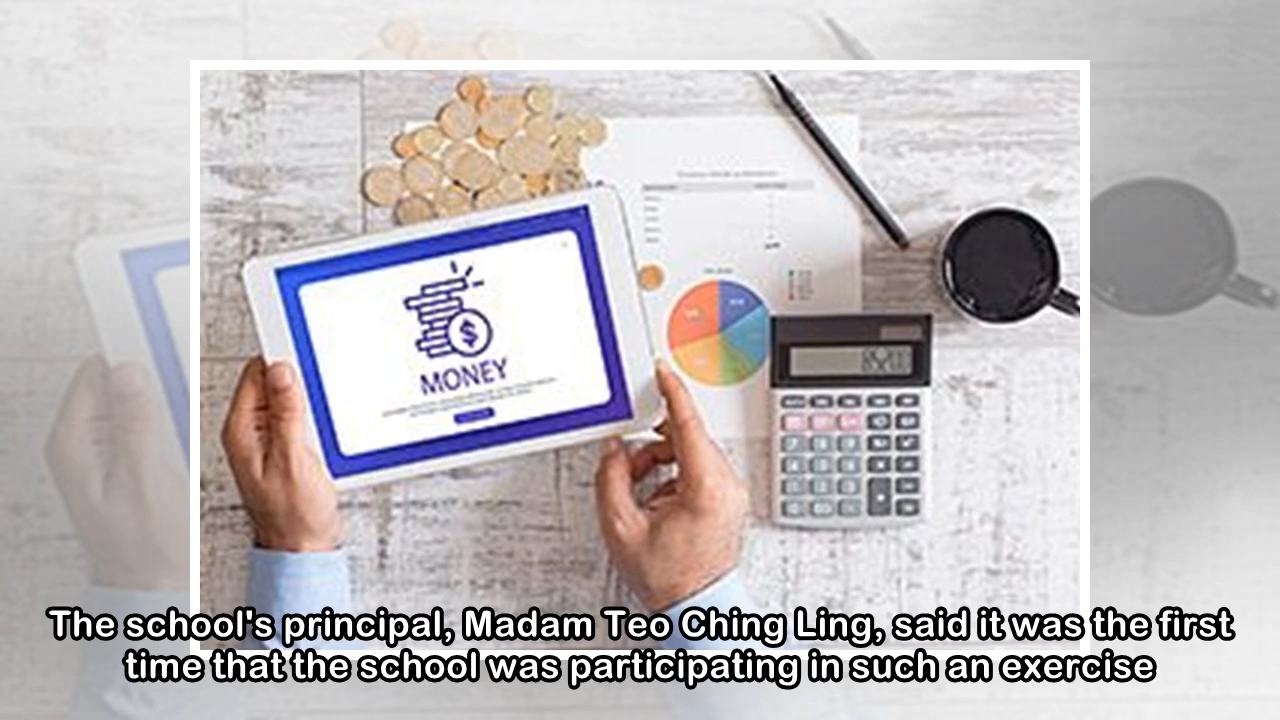 MONEY
The school's principal, Madam Teo Ching Ling, said it was the first
time that the school was participating in such an exercise